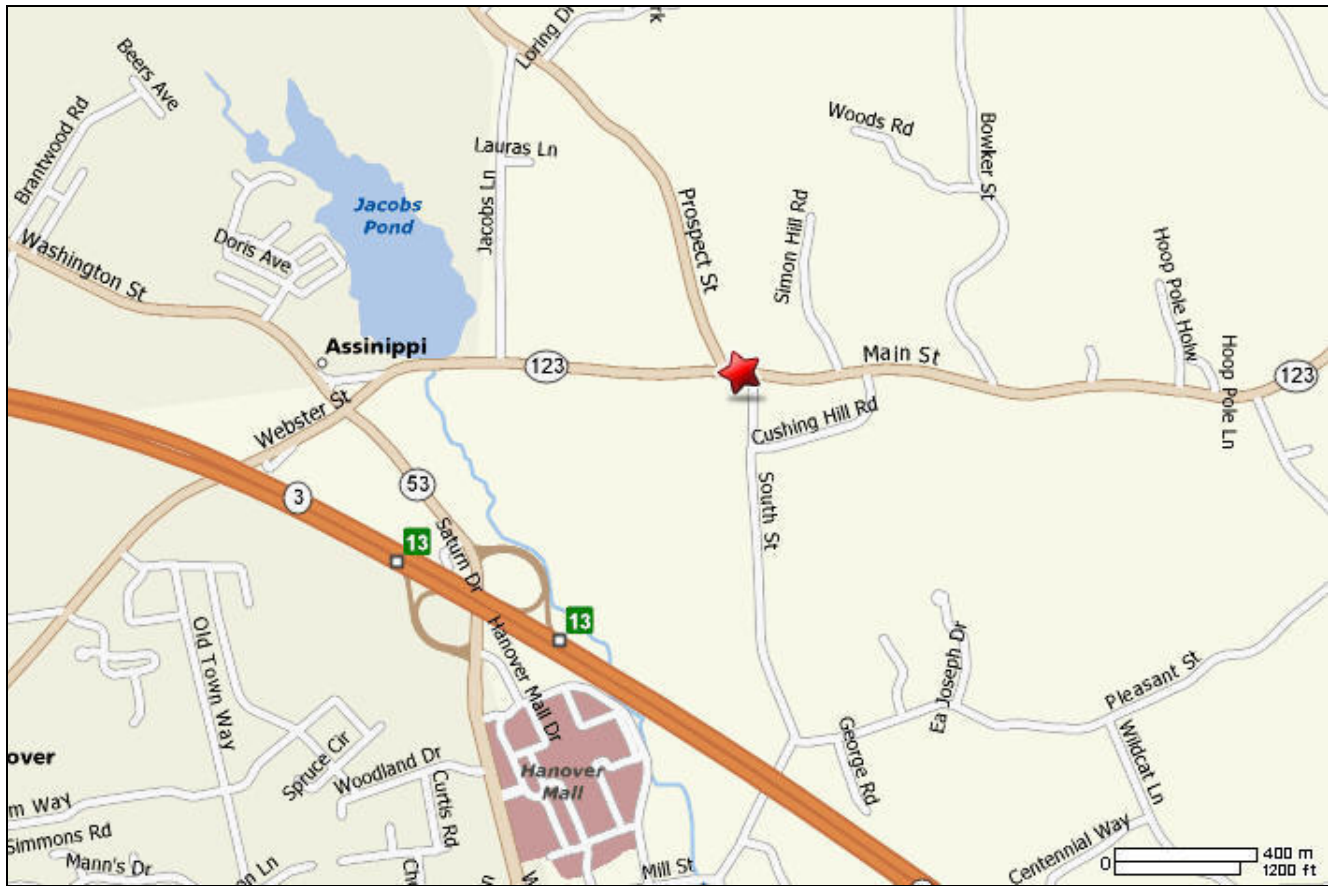 Loring Dr
rk
Beers Ave
Brantwood Rd
Woods Rd
Bowker St
Lauras Ln
Jacobs Ln
Prospect St
Simon Hill Rd
Jacobs
Pond
Washington St
Doris Ave
Hoop Pole Holw
Hoop Pole Ln
Assinippi
123
Main St
123
Webster St
Cushing Hill Rd
53
3
South St
Saturn Dr
13
13
Old Town Way
Hanover Mall Dr
Ea Joseph Dr
Pleasant St
over
Spruce Cir
Woodland Dr
Curtis Rd
Hanover
Mall
George Rd
Wildcat Ln
m Way
Simmons Rd
Mann's Dr
on Ln
Che
Mill St
Centennial Way
400 m
0
1200 ft